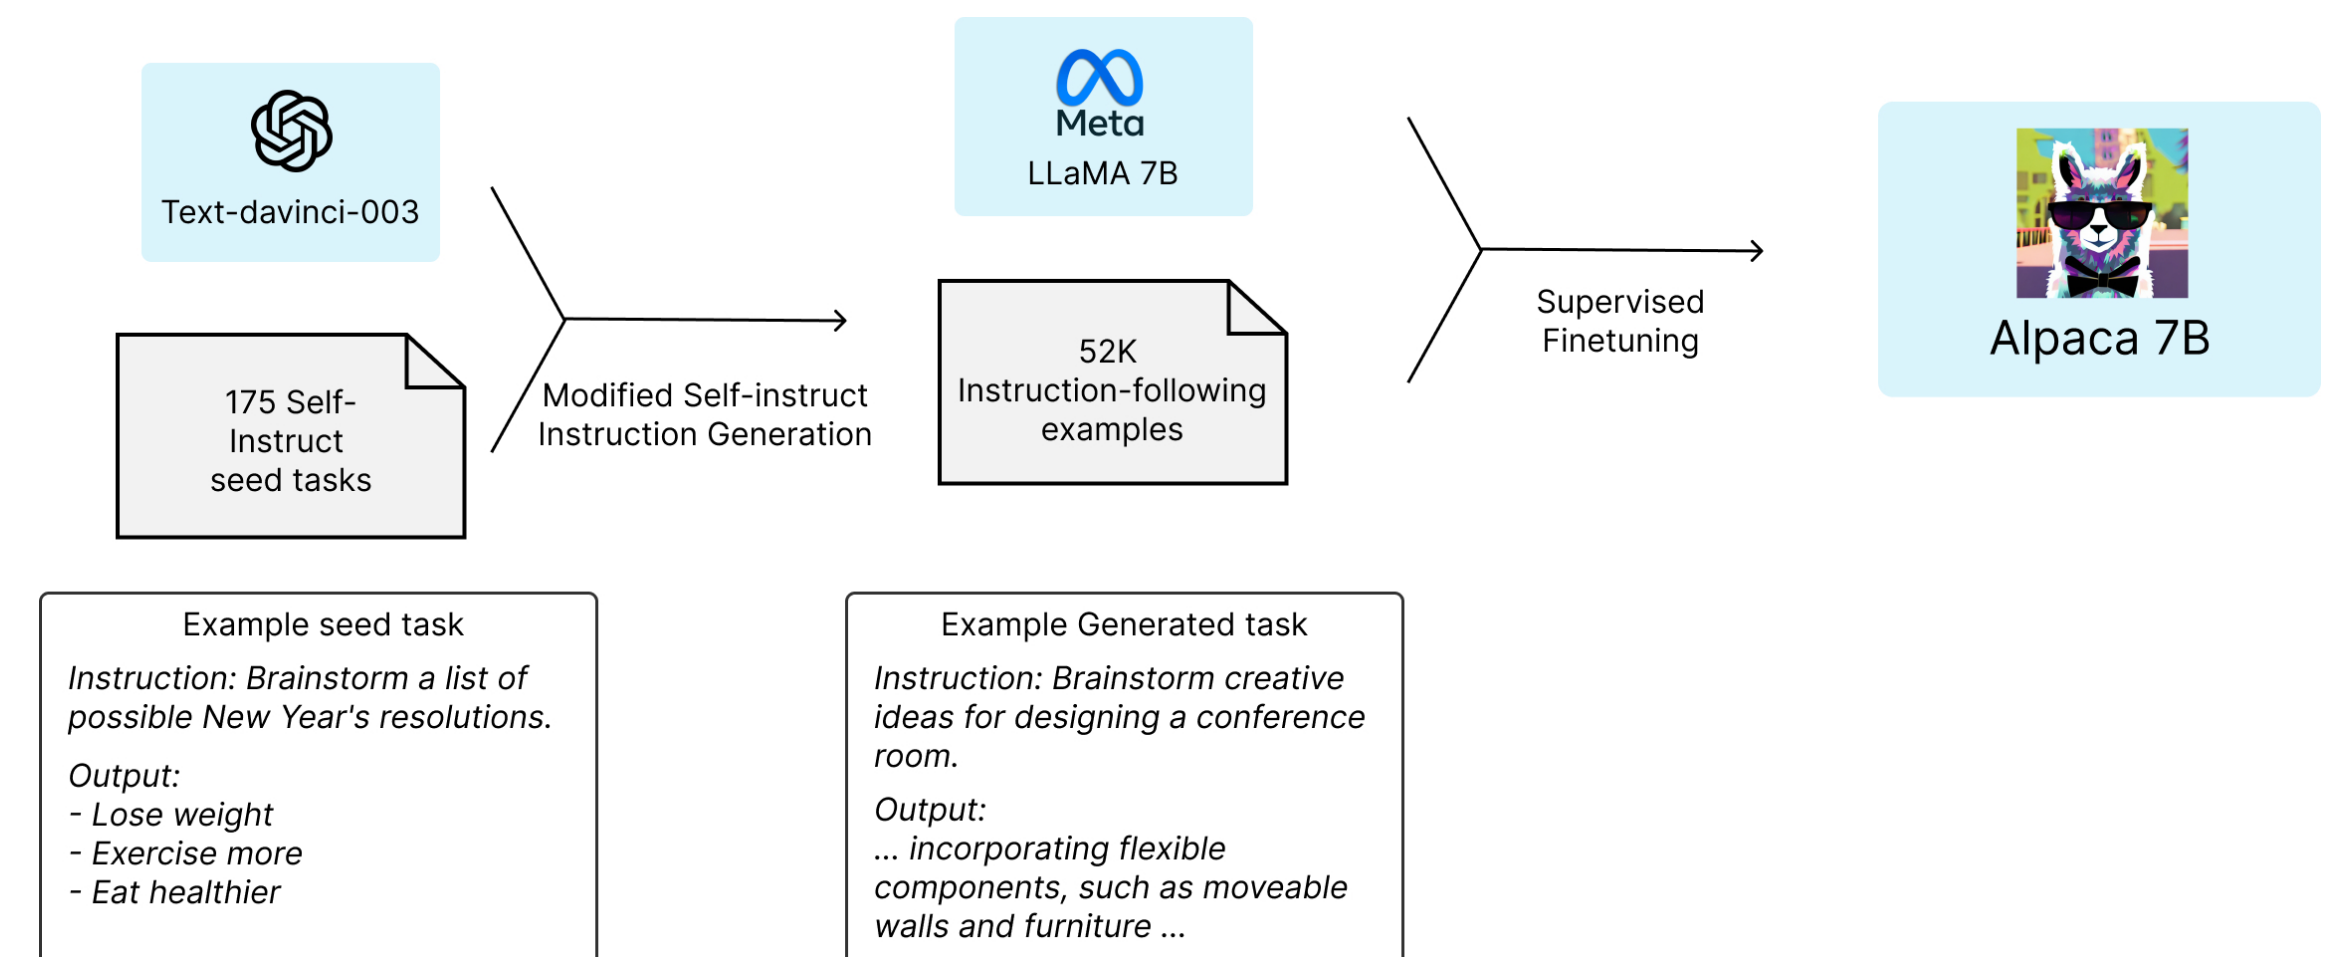 Text-davinci-003
175 Self-
Instruct
seed tasks
Modified Self-instruct
Instruction Generation
Meta
LLaMA 7B
52K
Instruction-following
examples
Supervised
Finetuning
Alpaca 7B
Example seed task
Instruction: Brainstorm a list of
possible New Year's resolutions.
Output:
- Lose weight
- Exercise more
- Eat healthier
Example Generated task
Instruction: Brainstorm creative
ideas for designing a conference
room.
Output:
... incorporating flexible
components, such as moveable
walls and furniture ...